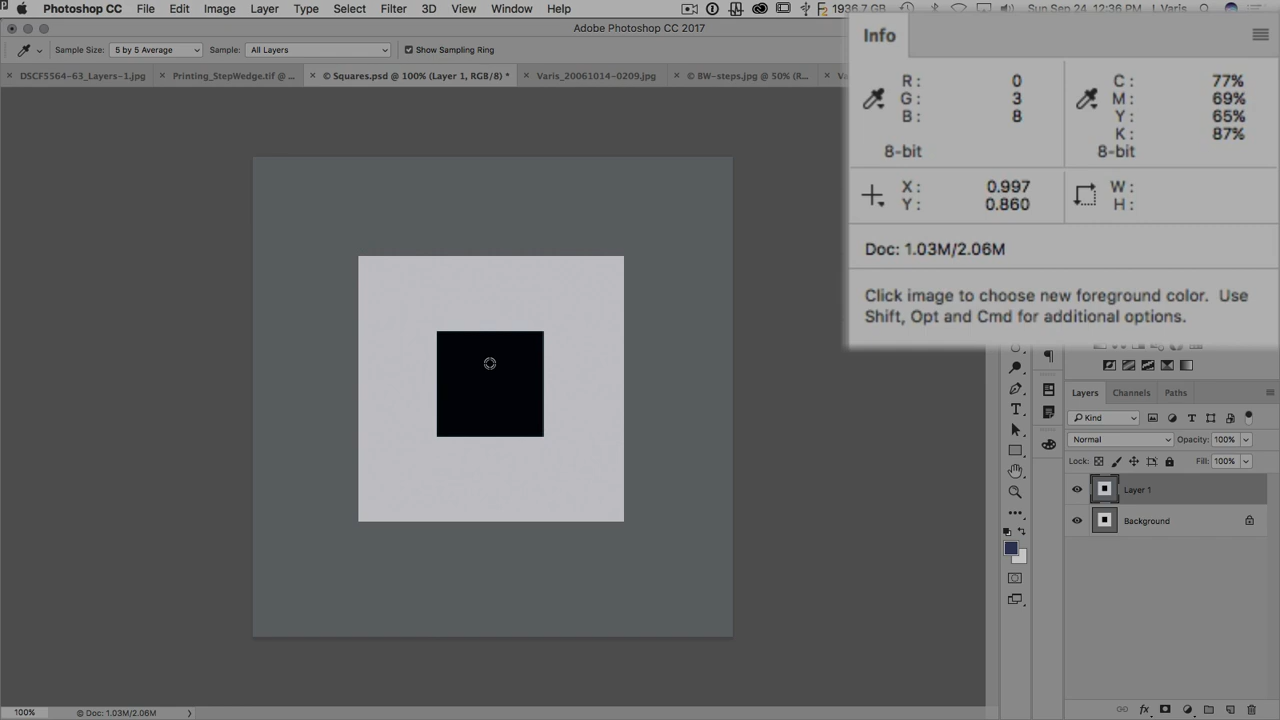 Photoshop CC File Edit Image Layer Type Select Filter 3D View Window Help 1936.7 GB Sun Sep 24 12:36 PM J. Varis
Adobe Photoshop CC 2017
Sample Size: 5 by 5 Average Sample: All Layers Show Sampling Ring
DSCF5564-63_Layers-1.jpg Printing_StepWedge.tif @ ... © Squares.psd @ 100% (Layer 1, RGB/8) * Varis_20061014-0209.jpg © BW-steps.jpg @ 50% (R...
Info
R: 0 C: 77%
G: 3 M: 69%
B: 8 Y: 65%
K: 87%
8-bit 8-bit
X: 0.997 W:
Y: 0.860 H:
Doc: 1.03M/2.06M
Click image to choose new foreground color. Use
Shift, Opt and Cmd for additional options.
Layers Channels Paths
Kind
Normal Opacity: 100%
Lock: Fill: 100%
Layer 1
Background
100% © Doc: 1.03M/2.06M